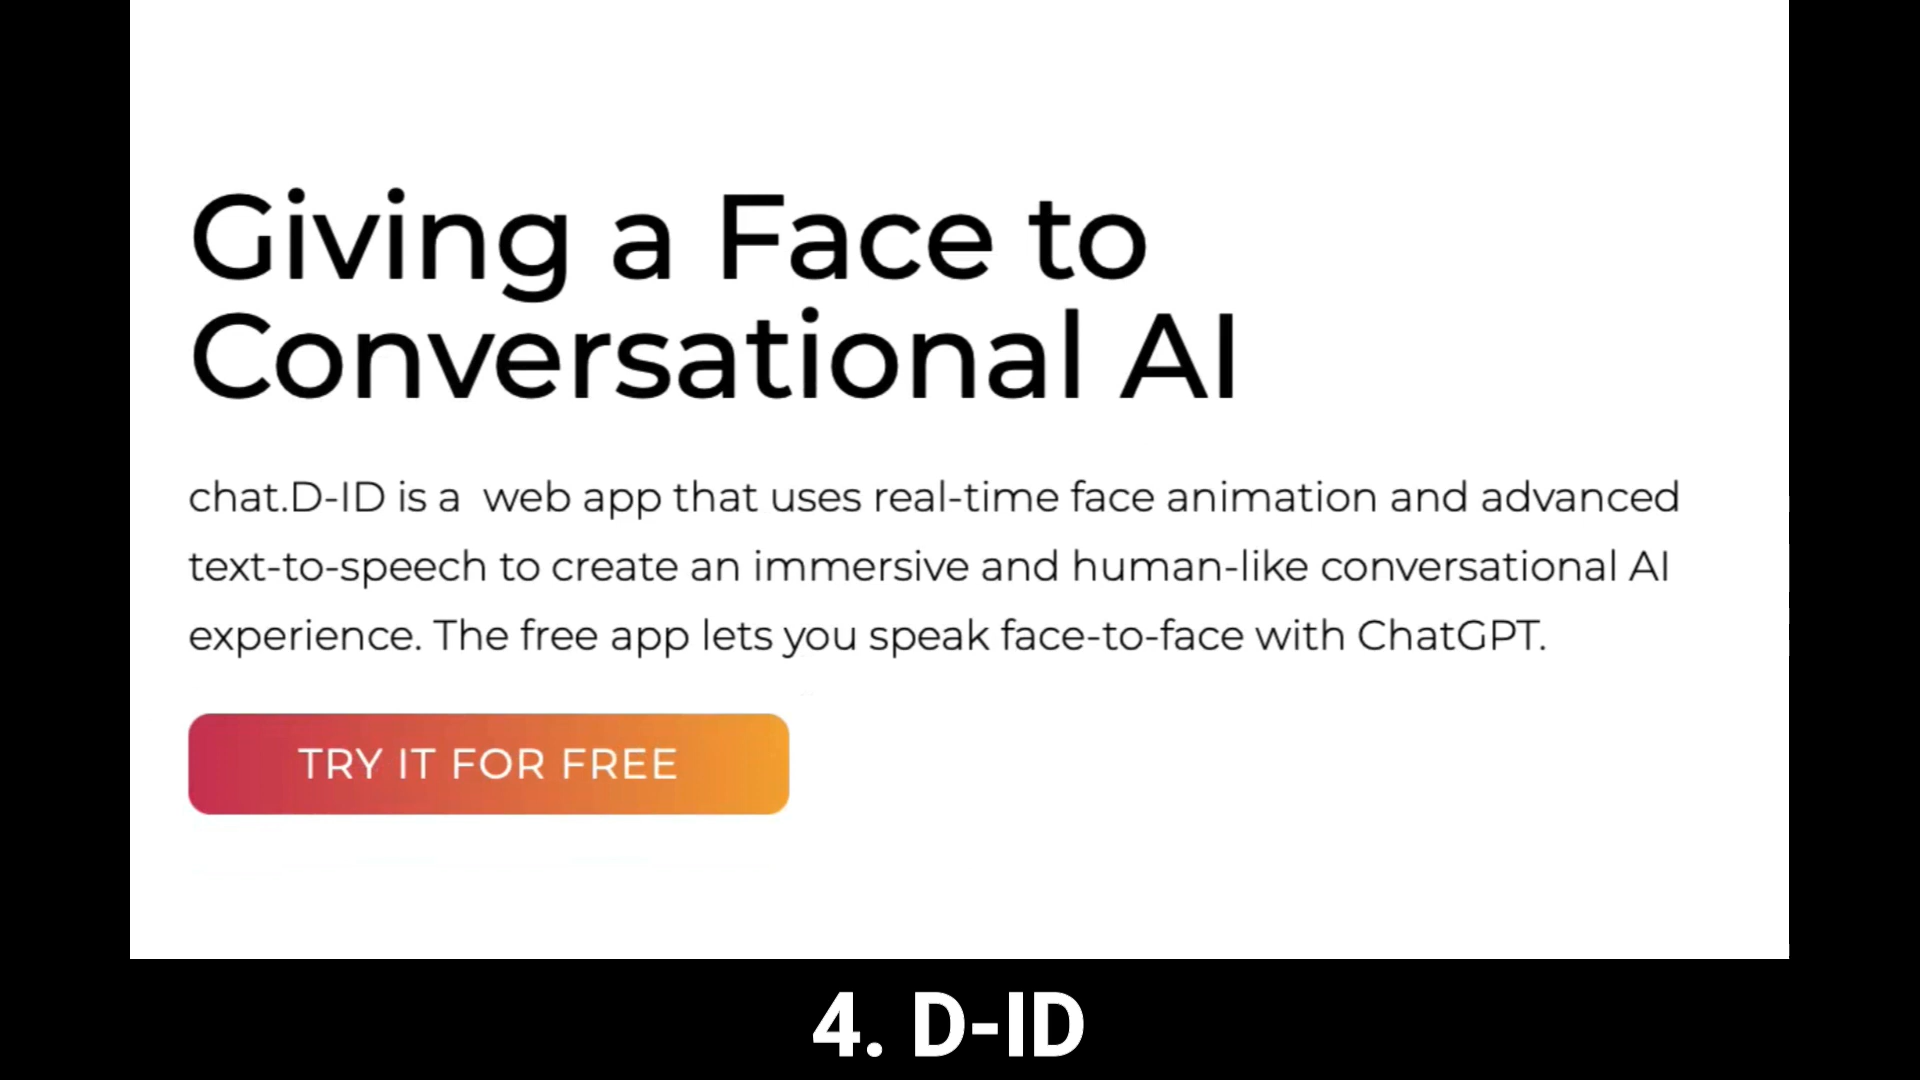 Giving a Face to
Conversational AI
chat.D-ID is a  web app that uses real-time face animation and advanced
text-to-speech to create an immersive and human-like conversational AI
experience. The free app lets you speak face-to-face with ChatGPT.
TRY IT FOR FREE
4. D-ID